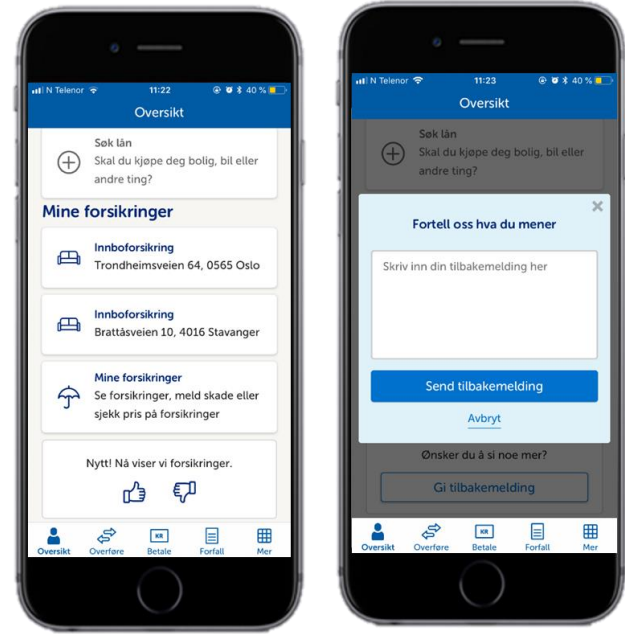 N Telenor 11:22 40 %
Oversikt
Søk lån
Skal du kjøpe deg bolig, bil eller
andre ting?
Mine forsikringer
Innboforsikring
Trondheimsveien 64, 0565 Oslo
Innboforsikring
Brattåsveien 10, 4016 Stavanger
Mine forsikringer
Se forsikringer, meld skade eller
sjekk pris på forsikringer
Nytt! Nå viser vi forsikringer.
KR
Oversikt Overføre Betale Forfall Mer
N Telenor 11:23 40 %
Oversikt
Søk lån
Skal du kjøpe deg bolig, bil eller
andre ting?
Fortell oss hva du mener
Skriv inn din tilbakemelding her
Send tilbakemelding
Avbryt
Ønsker du å si noe mer?
Gi tilbakemelding
KR
Oversikt Overføre Betale Forfall Mer